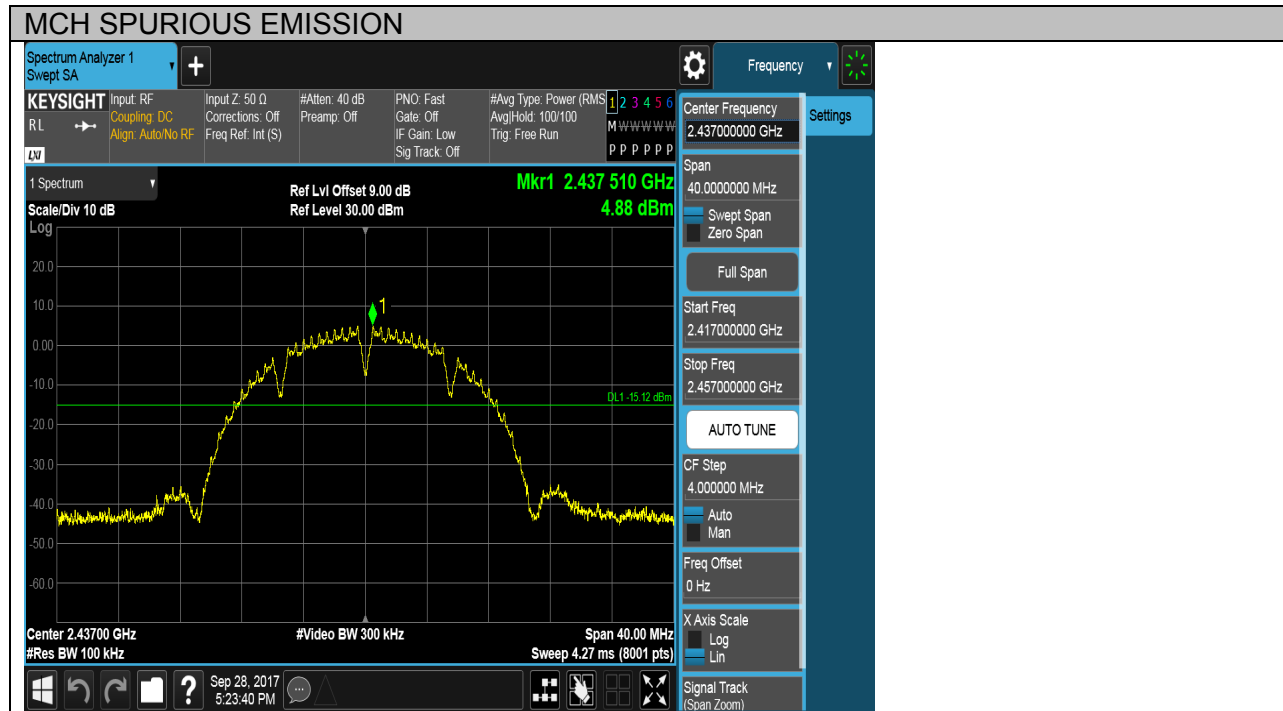 MCH SPURIOUS EMISSION
Spectrum Analyzer 1
Swept SA
+
Frequency
KEYSIGHT
RL
LXI
Input: RF
Coupling: DC
Align: Auto/No RF
Input Z: 50 Ω
Corrections: Off
Freq Ref: Int (S)
#Atten: 40 dB
Preamp: Off
PNO: Fast
Gate: Off
IF Gain: Low
Sig Track: Off
#Avg Type: Power (RMS
Avg|Hold: 100/100
Trig: Free Run
1 2 3 4 5 6
M W W W W W
P P P P P P
1 Spectrum
Scale/Div 10 dB
Log
Ref Lvl Offset 9.00 dB
Ref Level 30.00 dBm
Mkr1 2.437 510 GHz
4.88 dBm
20.0
10.0
0.00
-10.0
-20.0
-30.0
-40.0
-50.0
-60.0
1
DL1 -15.12 dBm
Center 2.43700 GHz
#Res BW 100 kHz
#Video BW 300 kHz
Span 40.00 MHz
Sweep 4.27 ms (8001 pts)
?
Sep 28, 2017
5:23:40 PM
Center Frequency
2.437000000 GHz
Span
40.0000000 MHz
Swept Span
Zero Span
Full Span
Start Freq
2.417000000 GHz
Stop Freq
2.457000000 GHz
AUTO TUNE
CF Step
4.000000 MHz
Auto
Man
Freq Offset
0 Hz
X Axis Scale
Log
Lin
Signal Track
(Span Zoom)
Settings